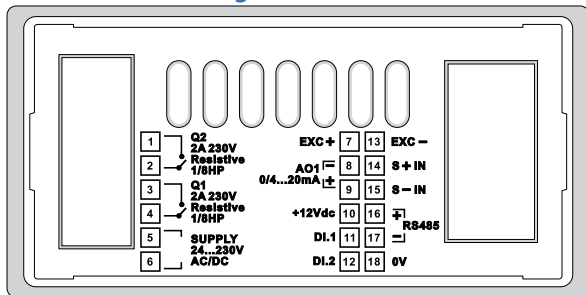 1 Q2
2A 230V
2 Resistive
1/8HP
3 Q1
2A 230V
4 Resistive
1/8HP
5 SUPPLY
24...230V
6 AC/DC
EXC+ 7 13 EXC-
AO1 - 8 14 S+IN
0/4...20mA + 9 15 S-IN
+12Vdc 10 16 +
RS485
DI.1 11 17 -
DI.2 12 18 0V